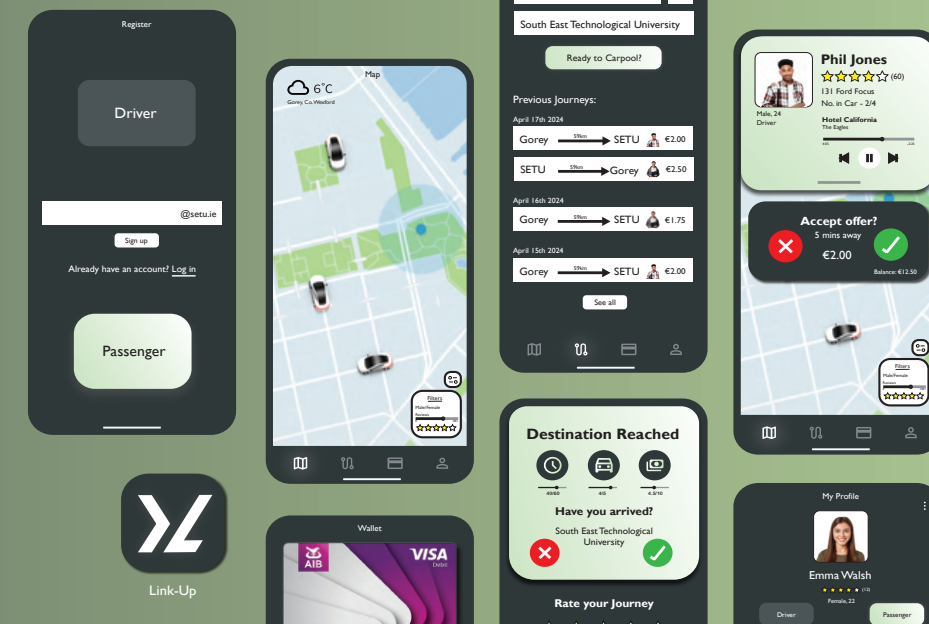 Register
Driver
@setu.ie
Sign up
Already have an account? Log in
Passenger
Link-Up
Map
6°C
Gorey, Co. Wexford
Filters
Male/Female
Reviews
Wallet
AIB
VISA
Debit
South East Technological University
Ready to Carpool?
Previous Journeys:
April 17th 2024
Gorey 59km SETU €2.00
SETU 59km Gorey €2.50
April 16th 2024
Gorey 59km SETU €1.75
April 15th 2024
Gorey 59km SETU €2.00
See all
Destination Reached
40/60 4/5 4.5/10
Have you arrived?
South East Technological
University
Rate your Journey
Phil Jones
(60)
131 Ford Focus
No. in Car - 2/4
Male, 24
Driver
Hotel California
The Eagles
Accept offer?
5 mins away
€2.00
Balance: €12.50
Filters
Male/Female
Reviews
My Profile
Emma Walsh
(12)
Female, 22
Driver
Passenger